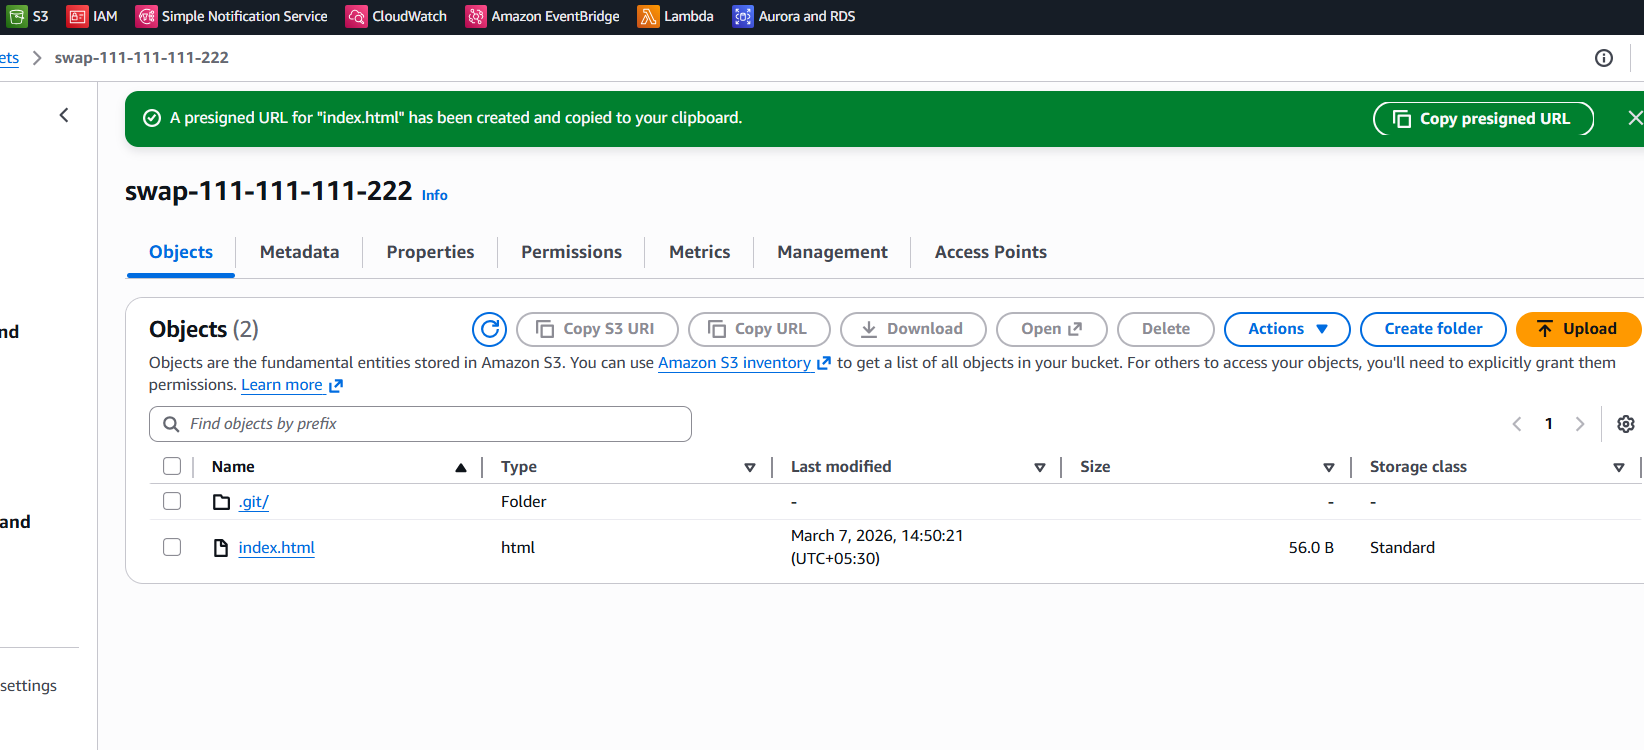 S3 IAM Simple Notification Service CloudWatch Amazon EventBridge Lambda Aurora and RDS
ets swap-111-111-111-222
A presigned URL for "index.html" has been created and copied to your clipboard. Copy presigned URL
swap-111-111-111-222 Info
Objects Metadata Properties Permissions Metrics Management Access Points
nd
Objects (2) Copy S3 URI Copy URL Download Open Delete Actions Create folder Upload
Objects are the fundamental entities stored in Amazon S3. You can use Amazon S3 inventory to get a list of all objects in your bucket. For others to access your objects, you'll need to explicitly grant them
permissions. Learn more
Find objects by prefix 1
Name Type Last modified Size Storage class
.git/ Folder - - -
and
index.html html March 7, 2026, 14:50:21 56.0 B Standard
(UTC+05:30)
settings